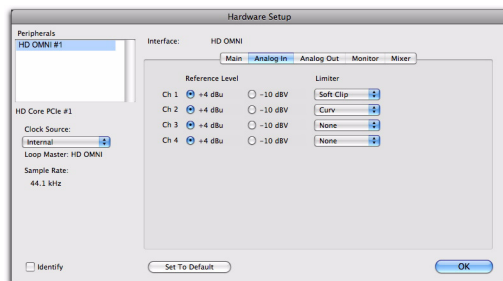 Hardware Setup
Peripherals
HD OMNI #1
HD Core PCIe #1
Clock Source:
Internal
Loop Master: HD OMNI
Sample Rate:
44.1 kHz
Identify
Interface: HD OMNI
Main Analog In Analog Out Monitor Mixer
Reference Level Limiter
Ch 1 +4 dBu -10 dBV Soft Clip
Ch 2 +4 dBu -10 dBV Curv
Ch 3 +4 dBu -10 dBV None
Ch 4 +4 dBu -10 dBV None
Set To Default
OK